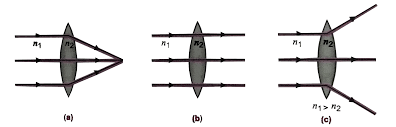 n₁ n₂
(a)
n₁ n₂
(b)
n₁ n₂
n₁ > n₂
(c)